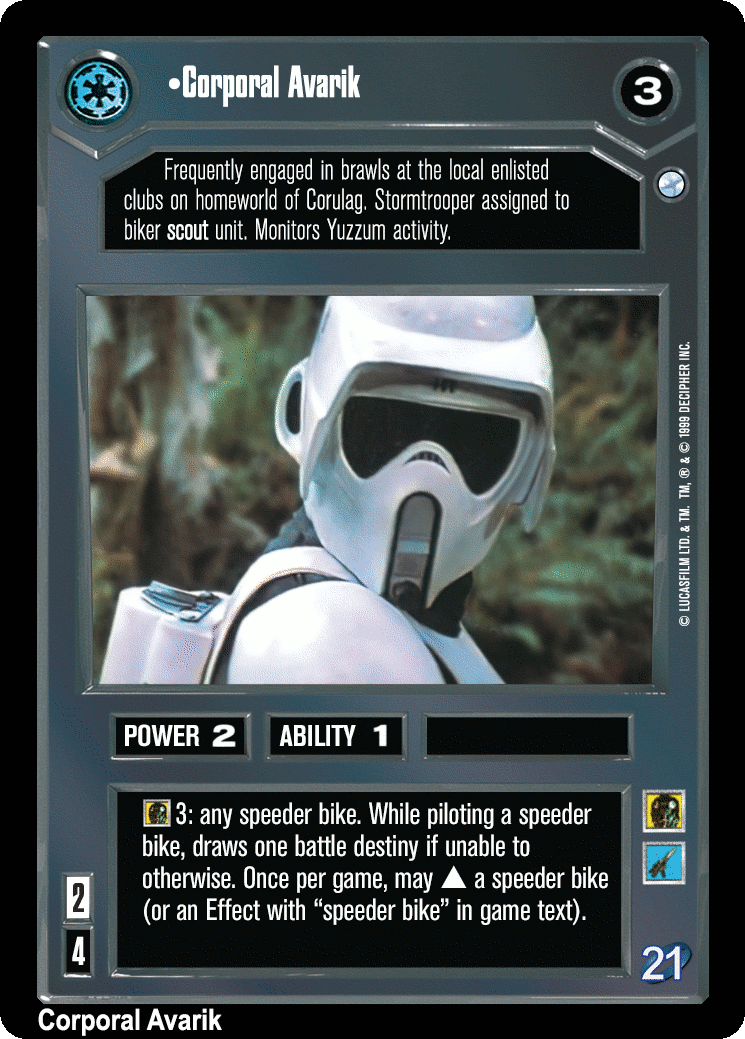 •Corporal Avarik
3
Frequently engaged in brawls at the local enlisted
clubs on homeworld of Corulag. Stormtrooper assigned to
biker scout unit. Monitors Yuzzum activity.
© LUCASFILM LTD. & TM. TM, ® & © 1999 DECIPHER INC.
POWER 2
ABILITY 1
3: any speeder bike. While piloting a speeder
bike, draws one battle destiny if unable to
otherwise. Once per game, may ▲ a speeder bike
(or an Effect with “speeder bike” in game text).
2
4
21
Corporal Avarik